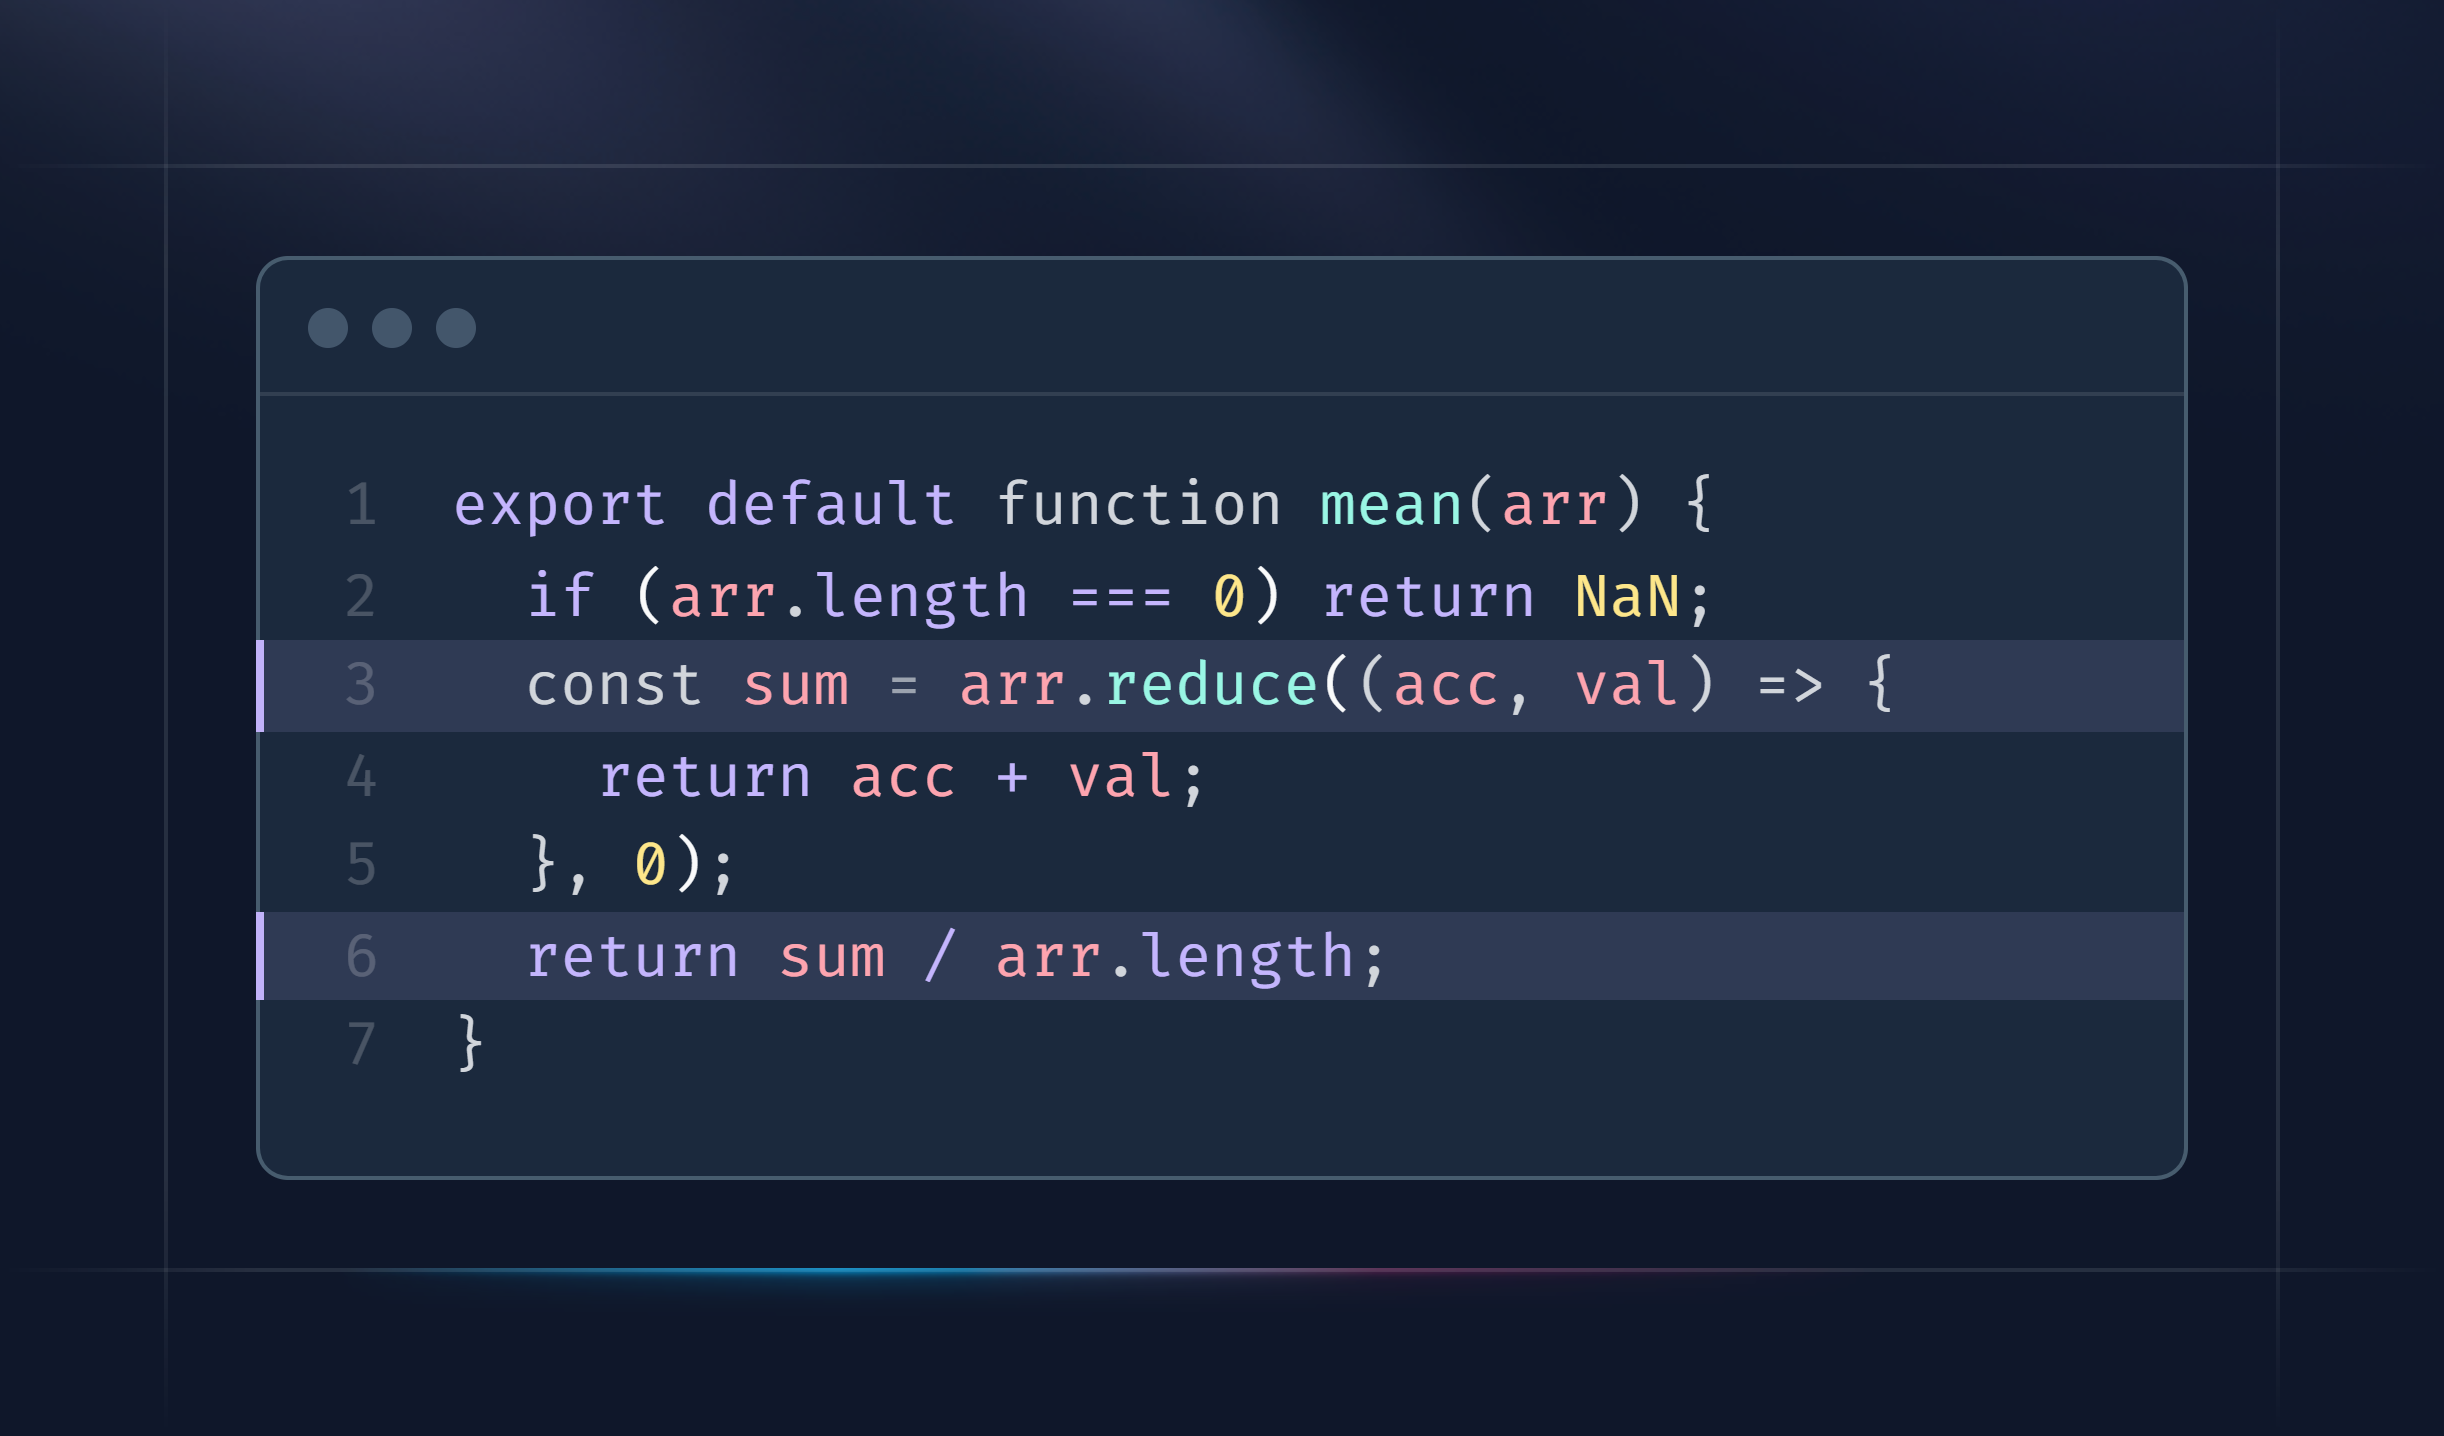 1 export default function mean(arr) {
2   if (arr.length === 0) return NaN;
3   const sum = arr.reduce((acc, val) => {
4     return acc + val;
5   }, 0);
6   return sum / arr.length;
7 }